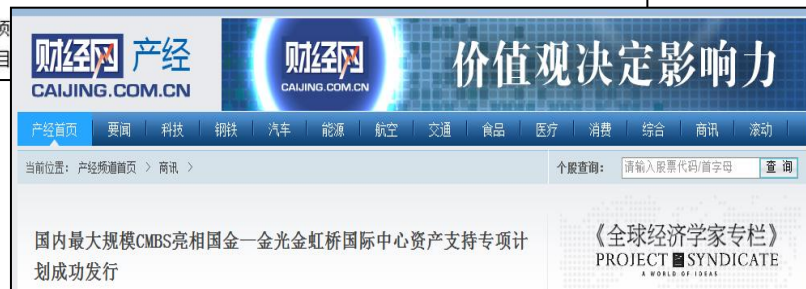 项
目
财经网 产经
CAIJING.COM.CN
财经网
CAIJING.COM.CN
价值观决定影响力
产经首页 要闻 科技 钢铁 汽车 能源 航空 交通 食品 医疗 消费 综合 商讯 滚动
当前位置: 产经频道首页 > 商讯 >
个股查询: 请输入股票代码/首字母 查 询
国内最大规模CMBS亮相国金—金光金虹桥国际中心资产支持专项计
划成功发行
《全球经济学家专栏》
PROJECT SYNDICATE
A WORLD OF IDEAS